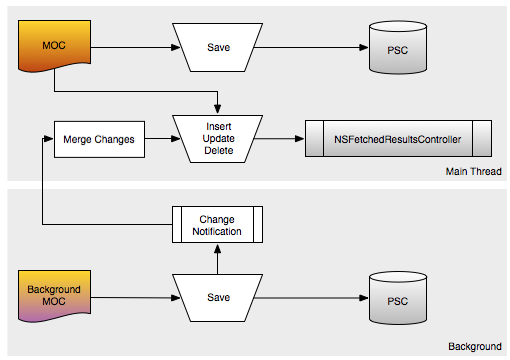 MOC
Save
PSC
Merge Changes
Insert
Update
Delete
NSFetchedResultsController
Main Thread
Change
Notification
Background
MOC
Save
PSC
Background